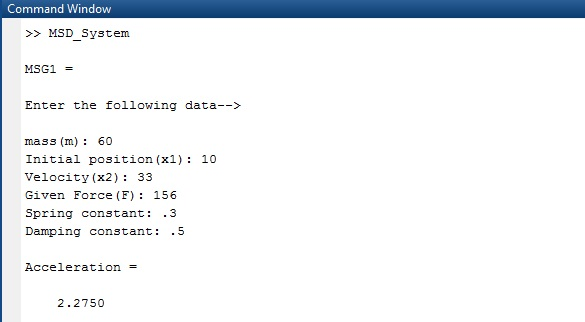 Command Window
>> MSD_System
MSG1 =
Enter the following data-->
mass(m): 60
Initial position(x1): 10
Velocity(x2): 33
Given Force(F): 156
Spring constant: .3
Damping constant: .5
Acceleration =
2.2750